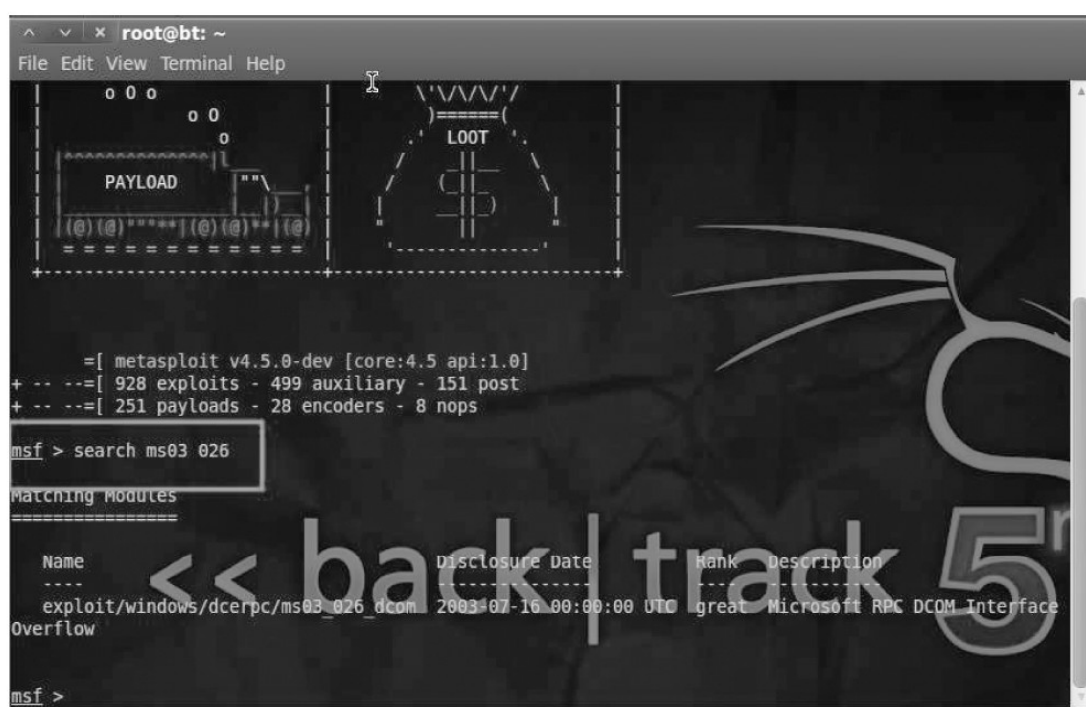 root@bt: ~
File Edit View Terminal Help
o O o
o O
o
LOOT
PAYLOAD
=[ metasploit v4.5.0-dev [core:4.5 api:1.0]
+ -- --=[ 928 exploits - 499 auxiliary - 151 post
+ -- --=[ 251 payloads - 28 encoders - 8 nops
msf > search ms03 026
Matching Modules
================
Name Disclosure Date Rank Description
---- --------------- ---- -----------
exploit/windows/dcerpc/ms03_026_dcom 2003-07-16 00:00:00 UTC great Microsoft RPC DCOM Interface
Overflow
<< back | track 5
msf >